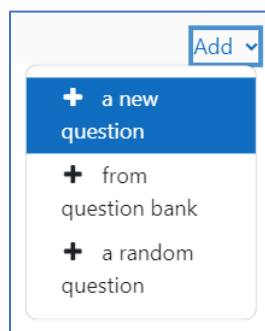 Add
+ a new
question
+ from
question bank
+ a random
question